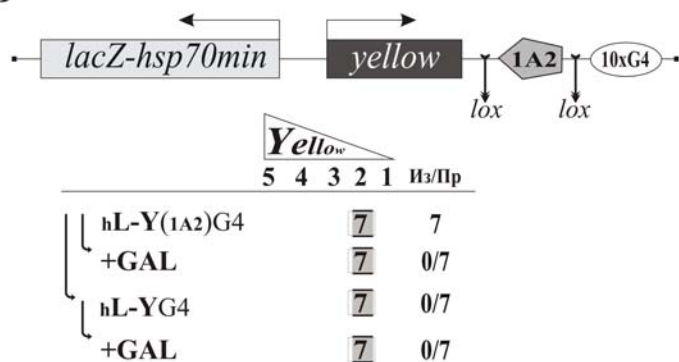 lacZ-hsp70min yellow 1A2 10xG4
lox lox
Yellow
5 4 3 2 1 Из/Пр
hL-Y(1A2)G4 7 7
+GAL 7 0/7
hL-YG4 7 0/7
+GAL 7 0/7